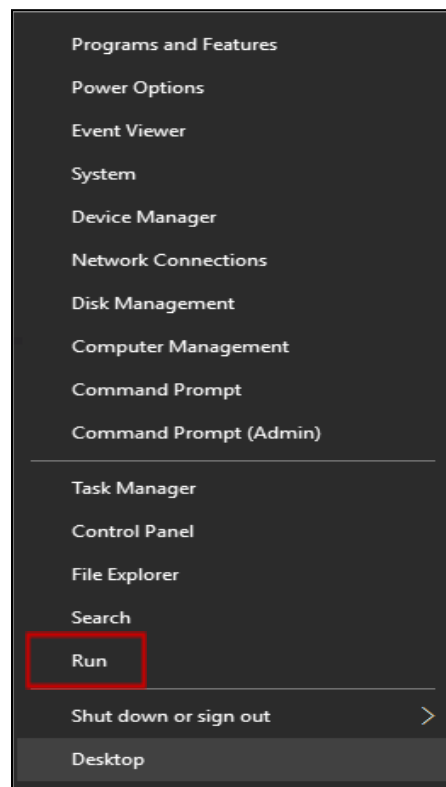 Programs and Features
Power Options
Event Viewer
System
Device Manager
Network Connections
Disk Management
Computer Management
Command Prompt
Command Prompt (Admin)
Task Manager
Control Panel
File Explorer
Search
Run
Shut down or sign out
Desktop